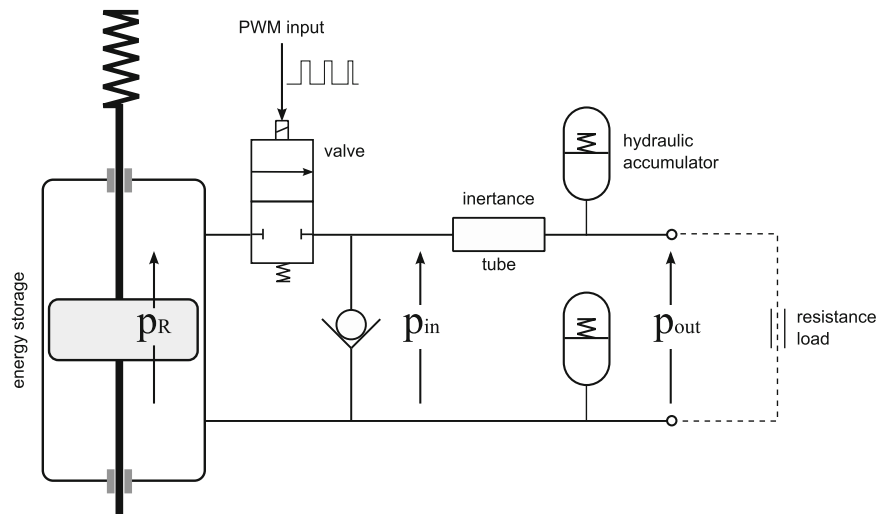 PWM input
valve
hydraulic
accumulator
inertance
tube
energy storage
pR
pin
pout
resistance
load